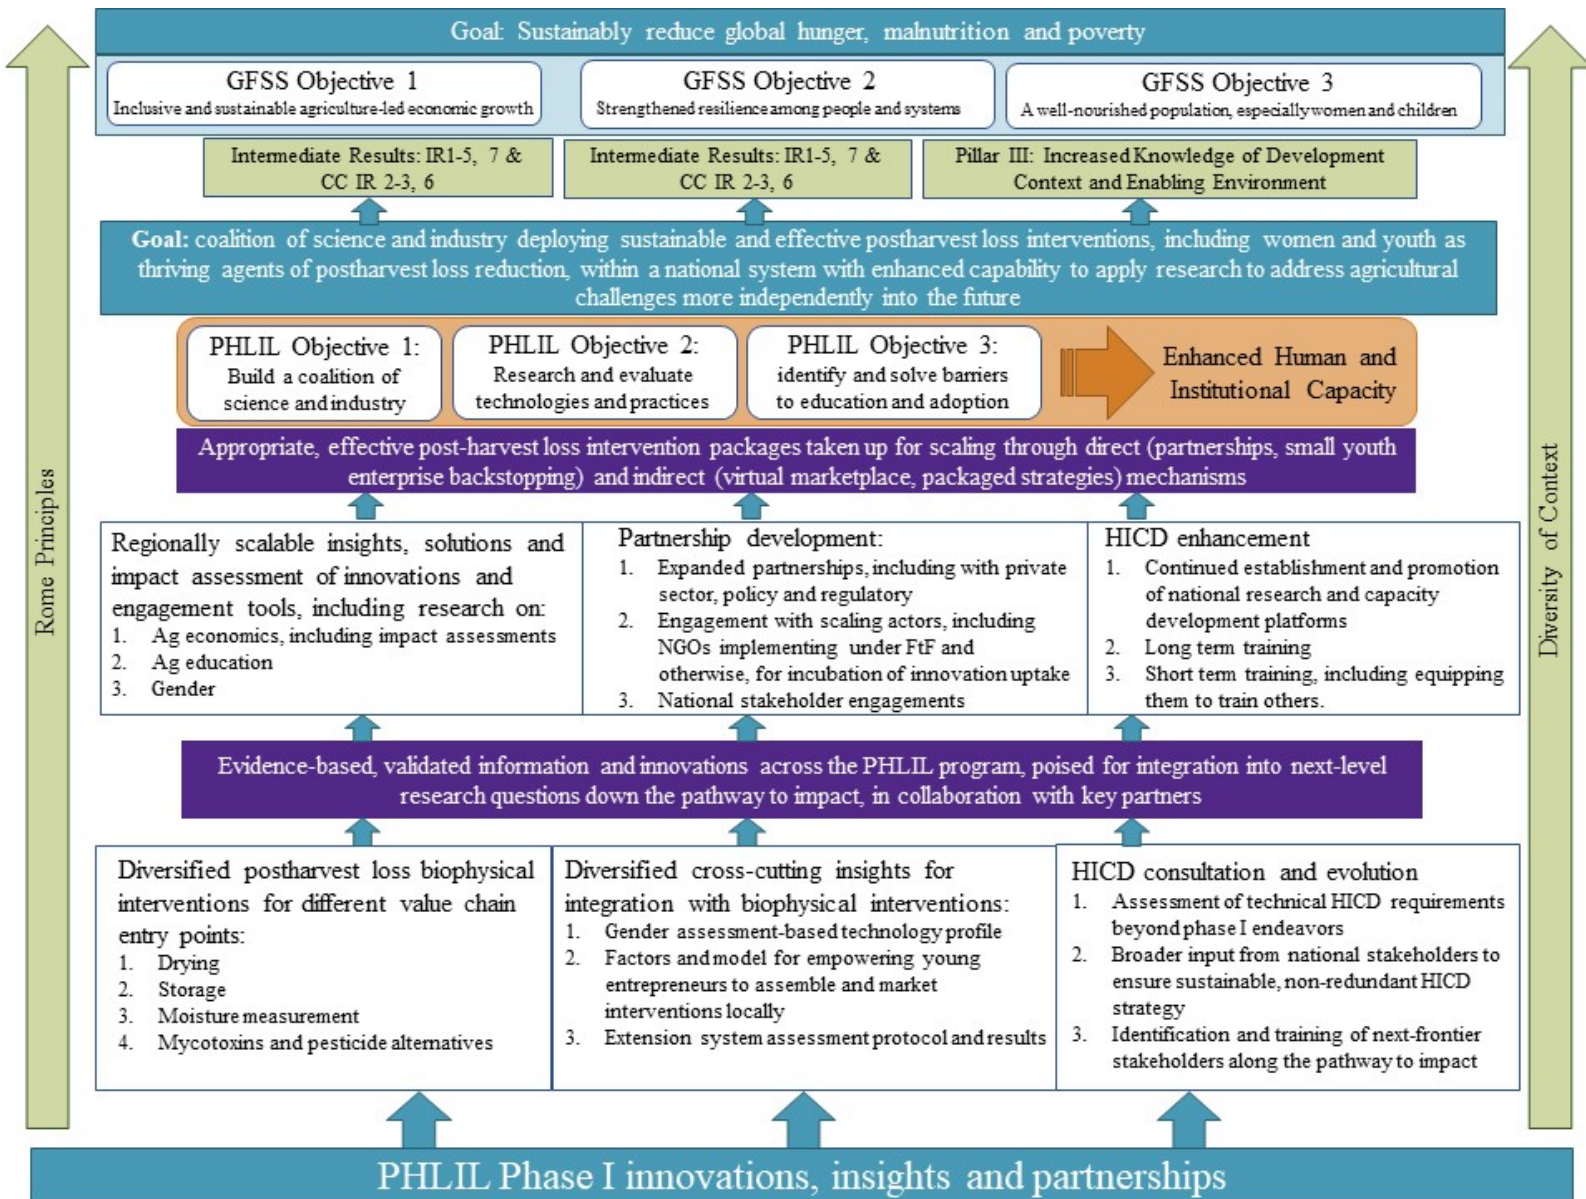 Goal: Sustainably reduce global hunger, malnutrition and poverty
GFSS Objective 1
Inclusive and sustainable agriculture-led economic growth
GFSS Objective 2
Strengthened resilience among people and systems
GFSS Objective 3
A well-nourished population, especially women and children
Intermediate Results: IR1-5, 7 &
CC IR 2-3, 6
Intermediate Results: IR1-5, 7 &
CC IR 2-3, 6
Pillar III: Increased Knowledge of Development
Context and Enabling Environment
Goal: coalition of science and industry deploying sustainable and effective postharvest loss interventions, including women and youth as
thriving agents of postharvest loss reduction, within a national system with enhanced capability to apply research to address agricultural
challenges more independently into the future
PHLIL Objective 1:
Build a coalition of
science and industry
PHLIL Objective 2:
Research and evaluate
technologies and practices
PHLIL Objective 3:
identify and solve barriers
to education and adoption
Enhanced Human and
Institutional Capacity
Appropriate, effective post-harvest loss intervention packages taken up for scaling through direct (partnerships, small youth
enterprise backstopping) and indirect (virtual marketplace, packaged strategies) mechanisms
Rome Principles
Diversity of Context
Regionally scalable insights, solutions and
impact assessment of innovations and
engagement tools, including research on:
1. Ag economics, including impact assessments
2. Ag education
3. Gender
Partnership development:
1. Expanded partnerships, including with private
sector, policy and regulatory
2. Engagement with scaling actors, including
NGOs implementing under FtF and
otherwise, for incubation of innovation uptake
3. National stakeholder engagements
HICD enhancement
1. Continued establishment and promotion
of national research and capacity
development platforms
2. Long term training
3. Short term training, including equipping
them to train others.
Evidence-based, validated information and innovations across the PHLIL program, poised for integration into next-level
research questions down the pathway to impact, in collaboration with key partners
Diversified postharvest loss biophysical
interventions for different value chain
entry points:
1. Drying
2. Storage
3. Moisture measurement
4. Mycotoxins and pesticide alternatives
Diversified cross-cutting insights for
integration with biophysical interventions:
1. Gender assessment-based technology profile
2. Factors and model for empowering young
entrepreneurs to assemble and market
interventions locally
3. Extension system assessment protocol and results
HICD consultation and evolution
1. Assessment of technical HICD requirements
beyond phase I endeavors
2. Broader input from national stakeholders to
ensure sustainable, non-redundant HICD
strategy
3. Identification and training of next-frontier
stakeholders along the pathway to impact
PHLIL Phase I innovations, insights and partnerships